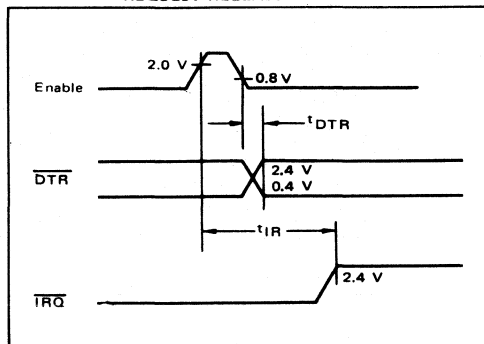 2.0 V
0.8 V
Enable
tDTR
DTR
2.4 V
0.4 V
tIR
2.4 V
IRQ